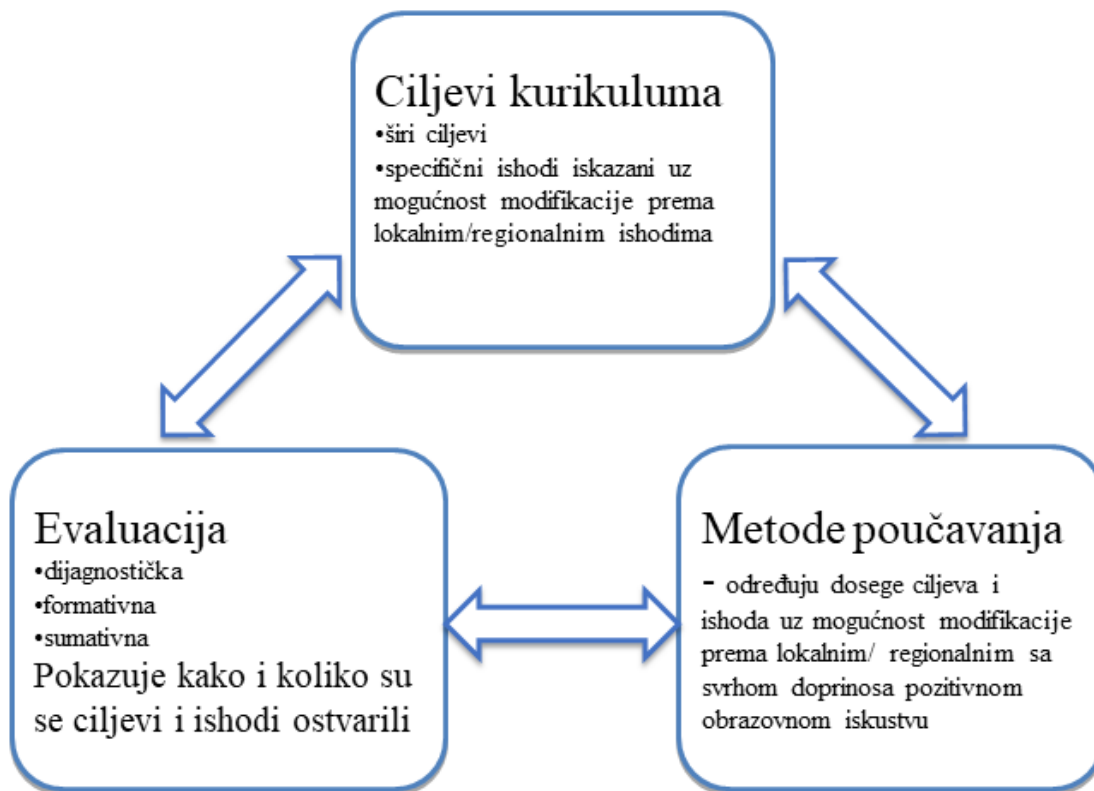 Ciljevi kurikuluma
•širi ciljevi
•specifični ishodi iskazani uz
mogućnost modifikacije prema
lokalnim/regionalnim ishodima
Evaluacija
•dijagnostička
•formativna
•sumativna
Pokazuje kako i koliko su
se ciljevi i ishodi ostvarili
Metode poučavanja
- određuju dosege ciljeva i
ishoda uz mogućnost modifikacije
prema lokalnim/ regionalnim sa
svrhom doprinosa pozitivnom
obrazovnom iskustvu